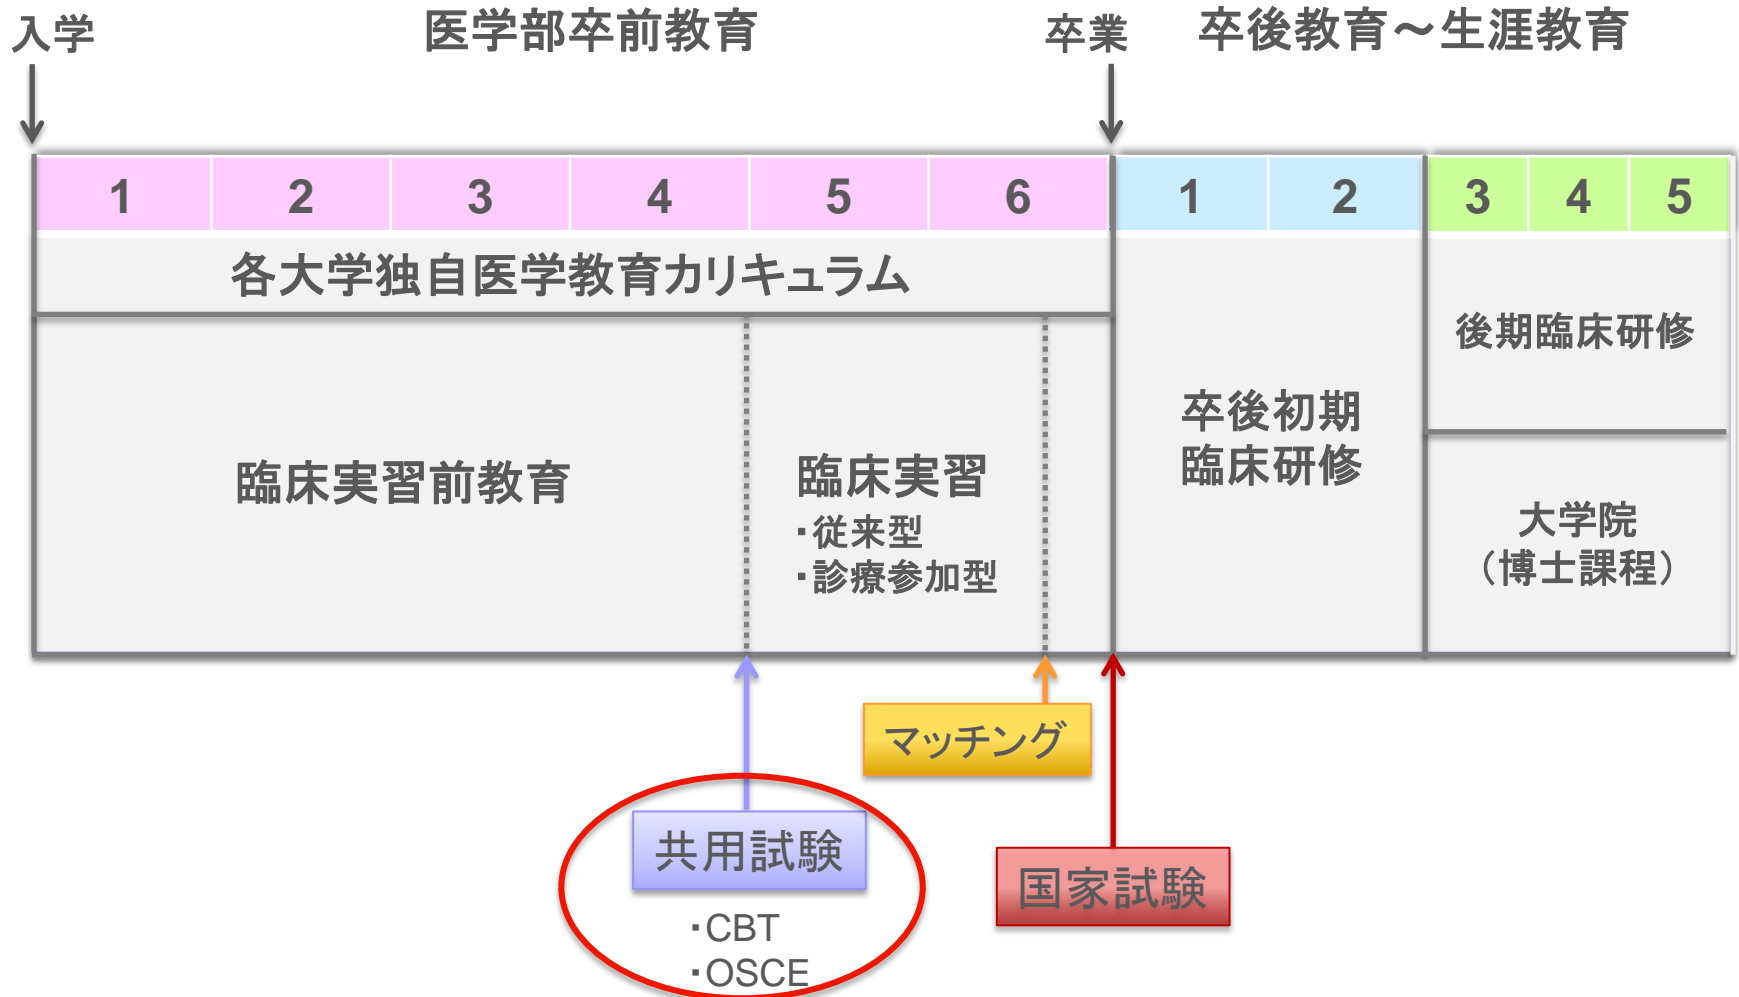 入学
医学部卒前教育
卒業
卒後教育～生涯教育
1 2 3 4 5 6 1 2 3 4 5
各大学独自医学教育カリキュラム
後期臨床研修
卒後初期
臨床研修
臨床実習前教育
臨床実習
・従来型
・診療参加型
大学院
（博士課程）
マッチング
共用試験
・CBT
・OSCE
国家試験